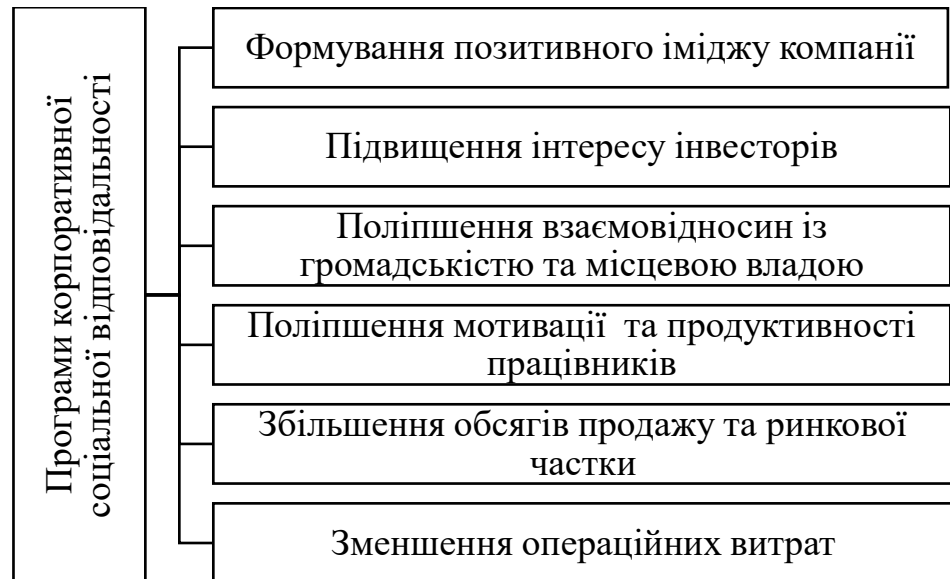 Програми корпоративної
соціальної відповідальності
Формування позитивного іміджу компанії
Підвищення інтересу інвесторів
Поліпшення взаємовідносин із
громадськістю та місцевою владою
Поліпшення мотивації та продуктивності
працівників
Збільшення обсягів продажу та ринкової
частки
Зменшення операційних витрат